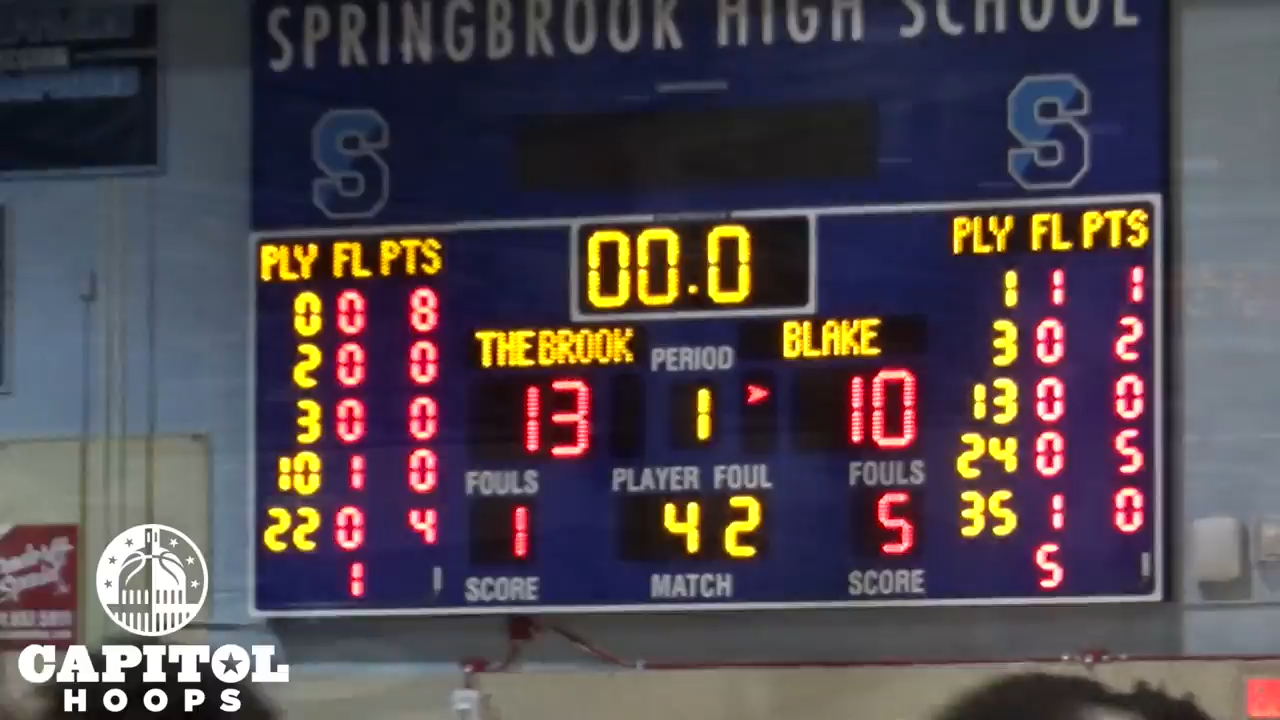 SPRINGBROOK HIGH SCHOOL
S S
00.0
PLY FL PTS
0 0 8
2 0 0
3 0 0
10 1 0
22 0 4
1
THE BROOK PERIOD BLAKE
13 1 > 10
FOULS PLAYER FOUL FOULS
1 4 2 5
SCORE MATCH SCORE
PLY FL PTS
1 1 1
3 0 2
13 0 0
24 0 5
35 1 0
5
CAPITOL
HOOPS